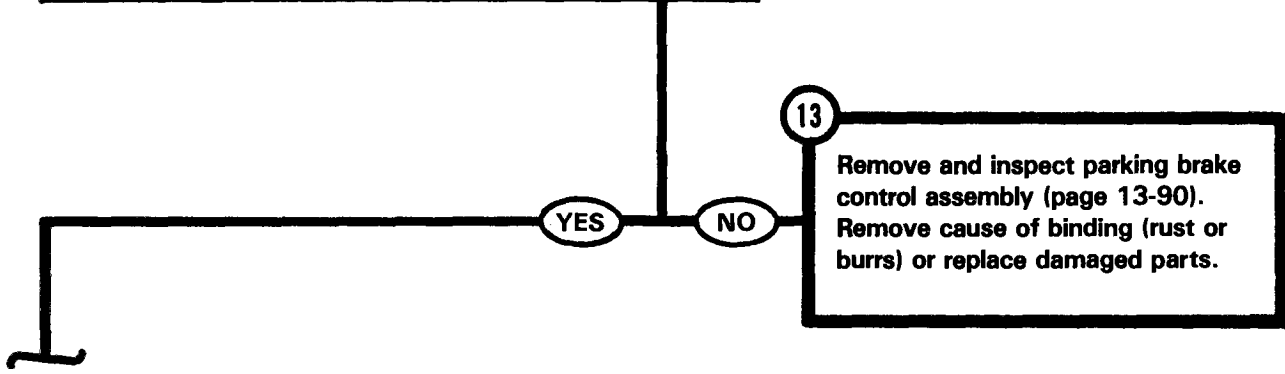 13
Remove and inspect parking brake
control assembly (page 13-90).
Remove cause of binding (rust or
burrs) or replace damaged parts.
YES
NO